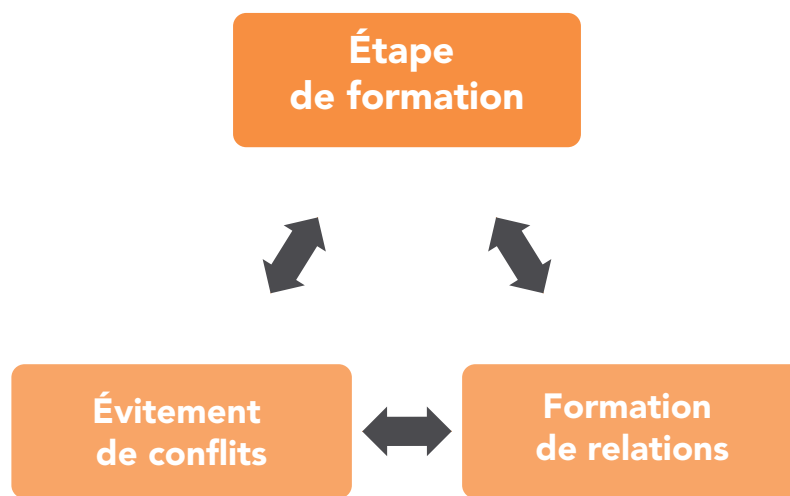 Étape
de formation
Évitement
de conflits
Formation
de relations